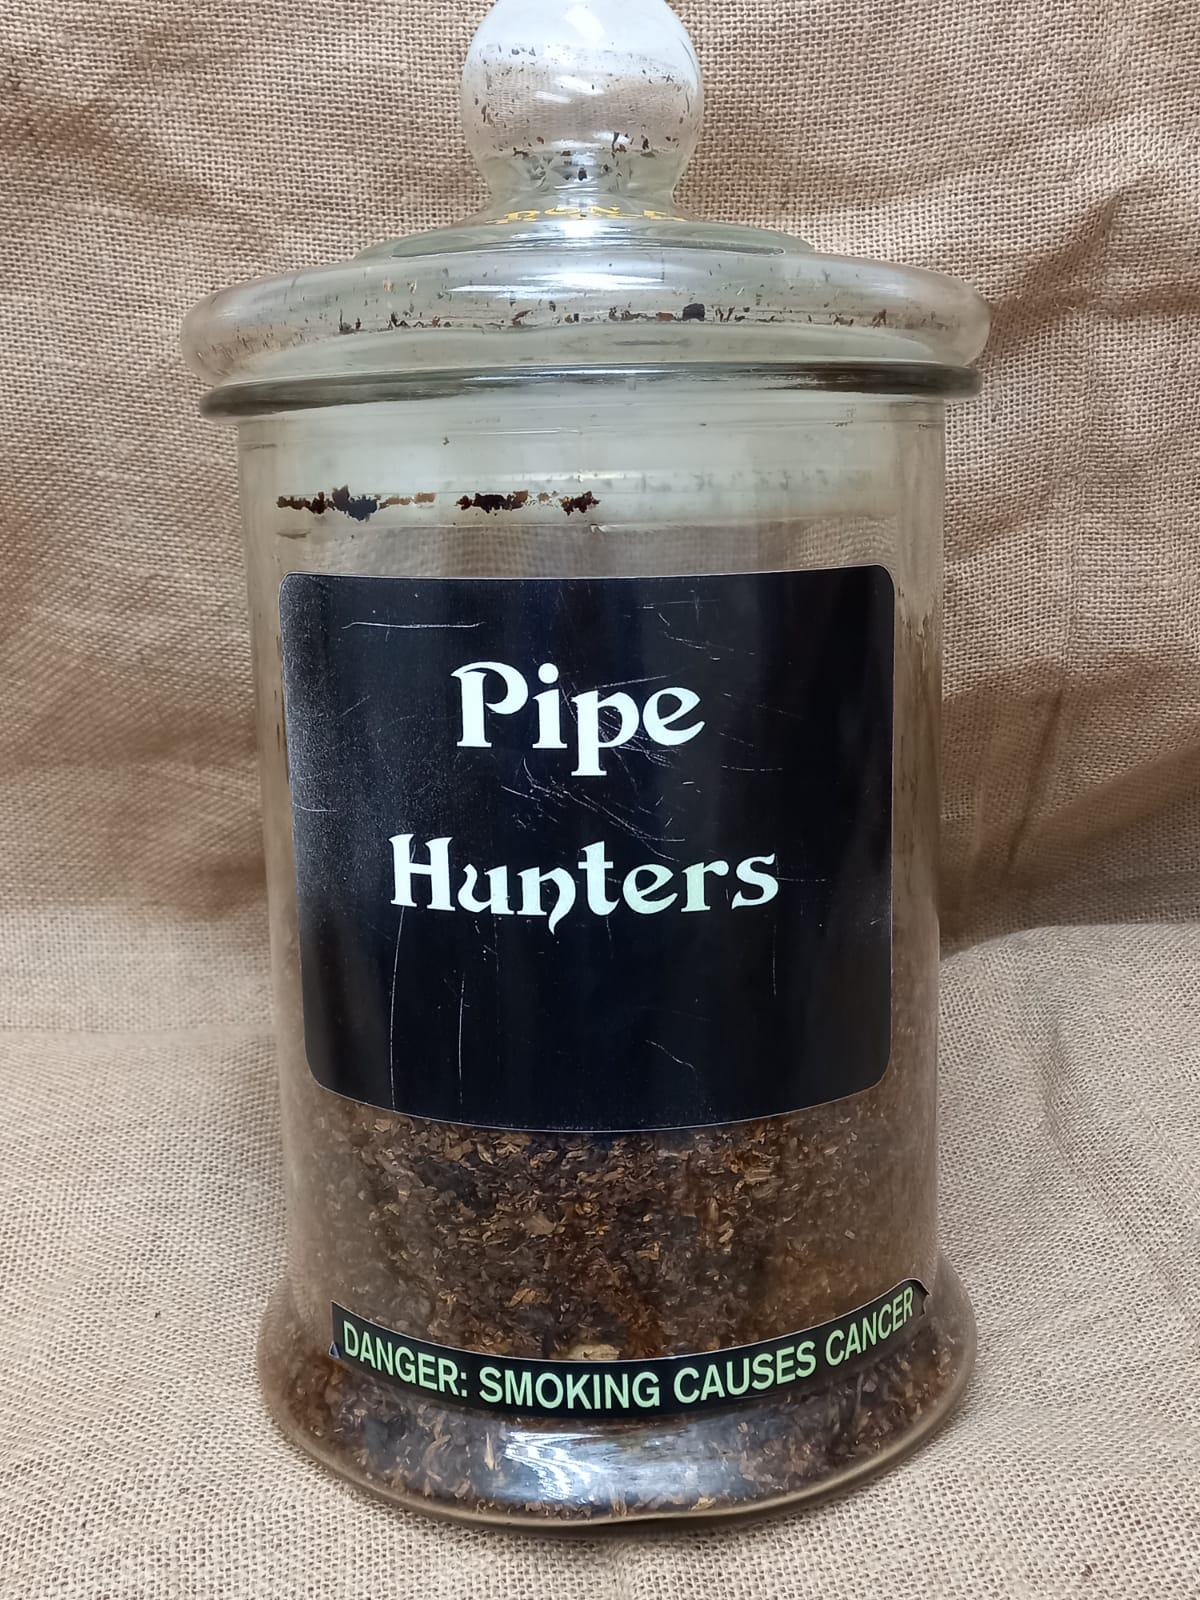 Pipe
Hunters
DANGER: SMOKING CAUSES CANCER